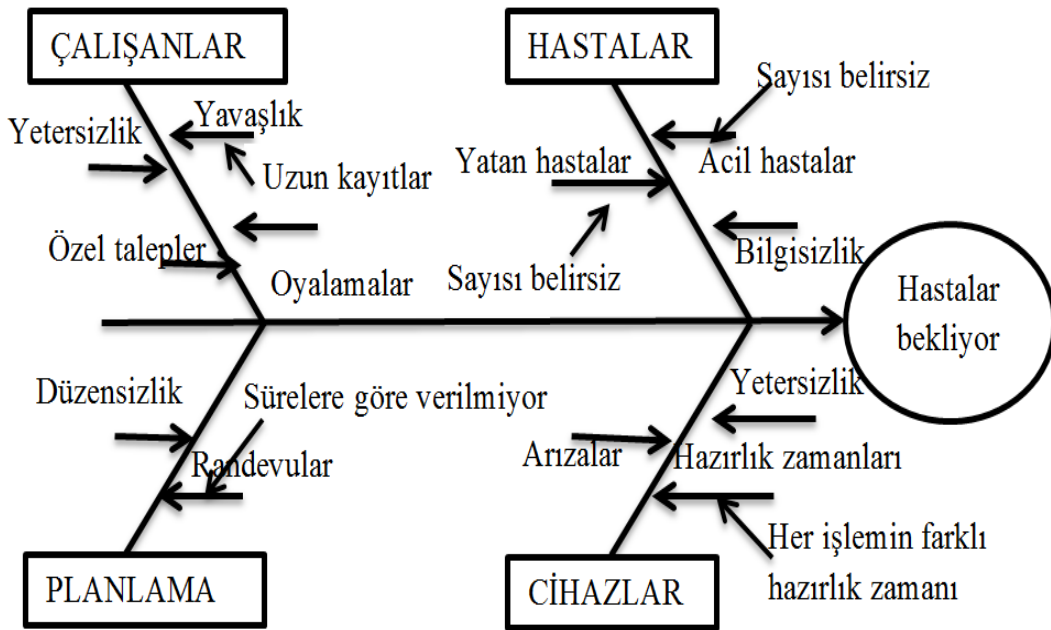 ÇALIŞANLAR
HASTALAR
Sayısı belirsiz
Yetersizlik
Yavaşlık
Uzun kayıtlar
Yatan hastalar
Acil hastalar
Özel talepler
Oyalamalar
Sayısı belirsiz
Bilgisizlik
Hastalar
bekliyor
Düzensizlik
Sürelere göre verilmiyor
Randevular
Yetersizlik
Arızalar
Hazırlık zamanları
Her işlemin farklı
hazırlık zamanı
PLANLAMA
CİHAZLAR